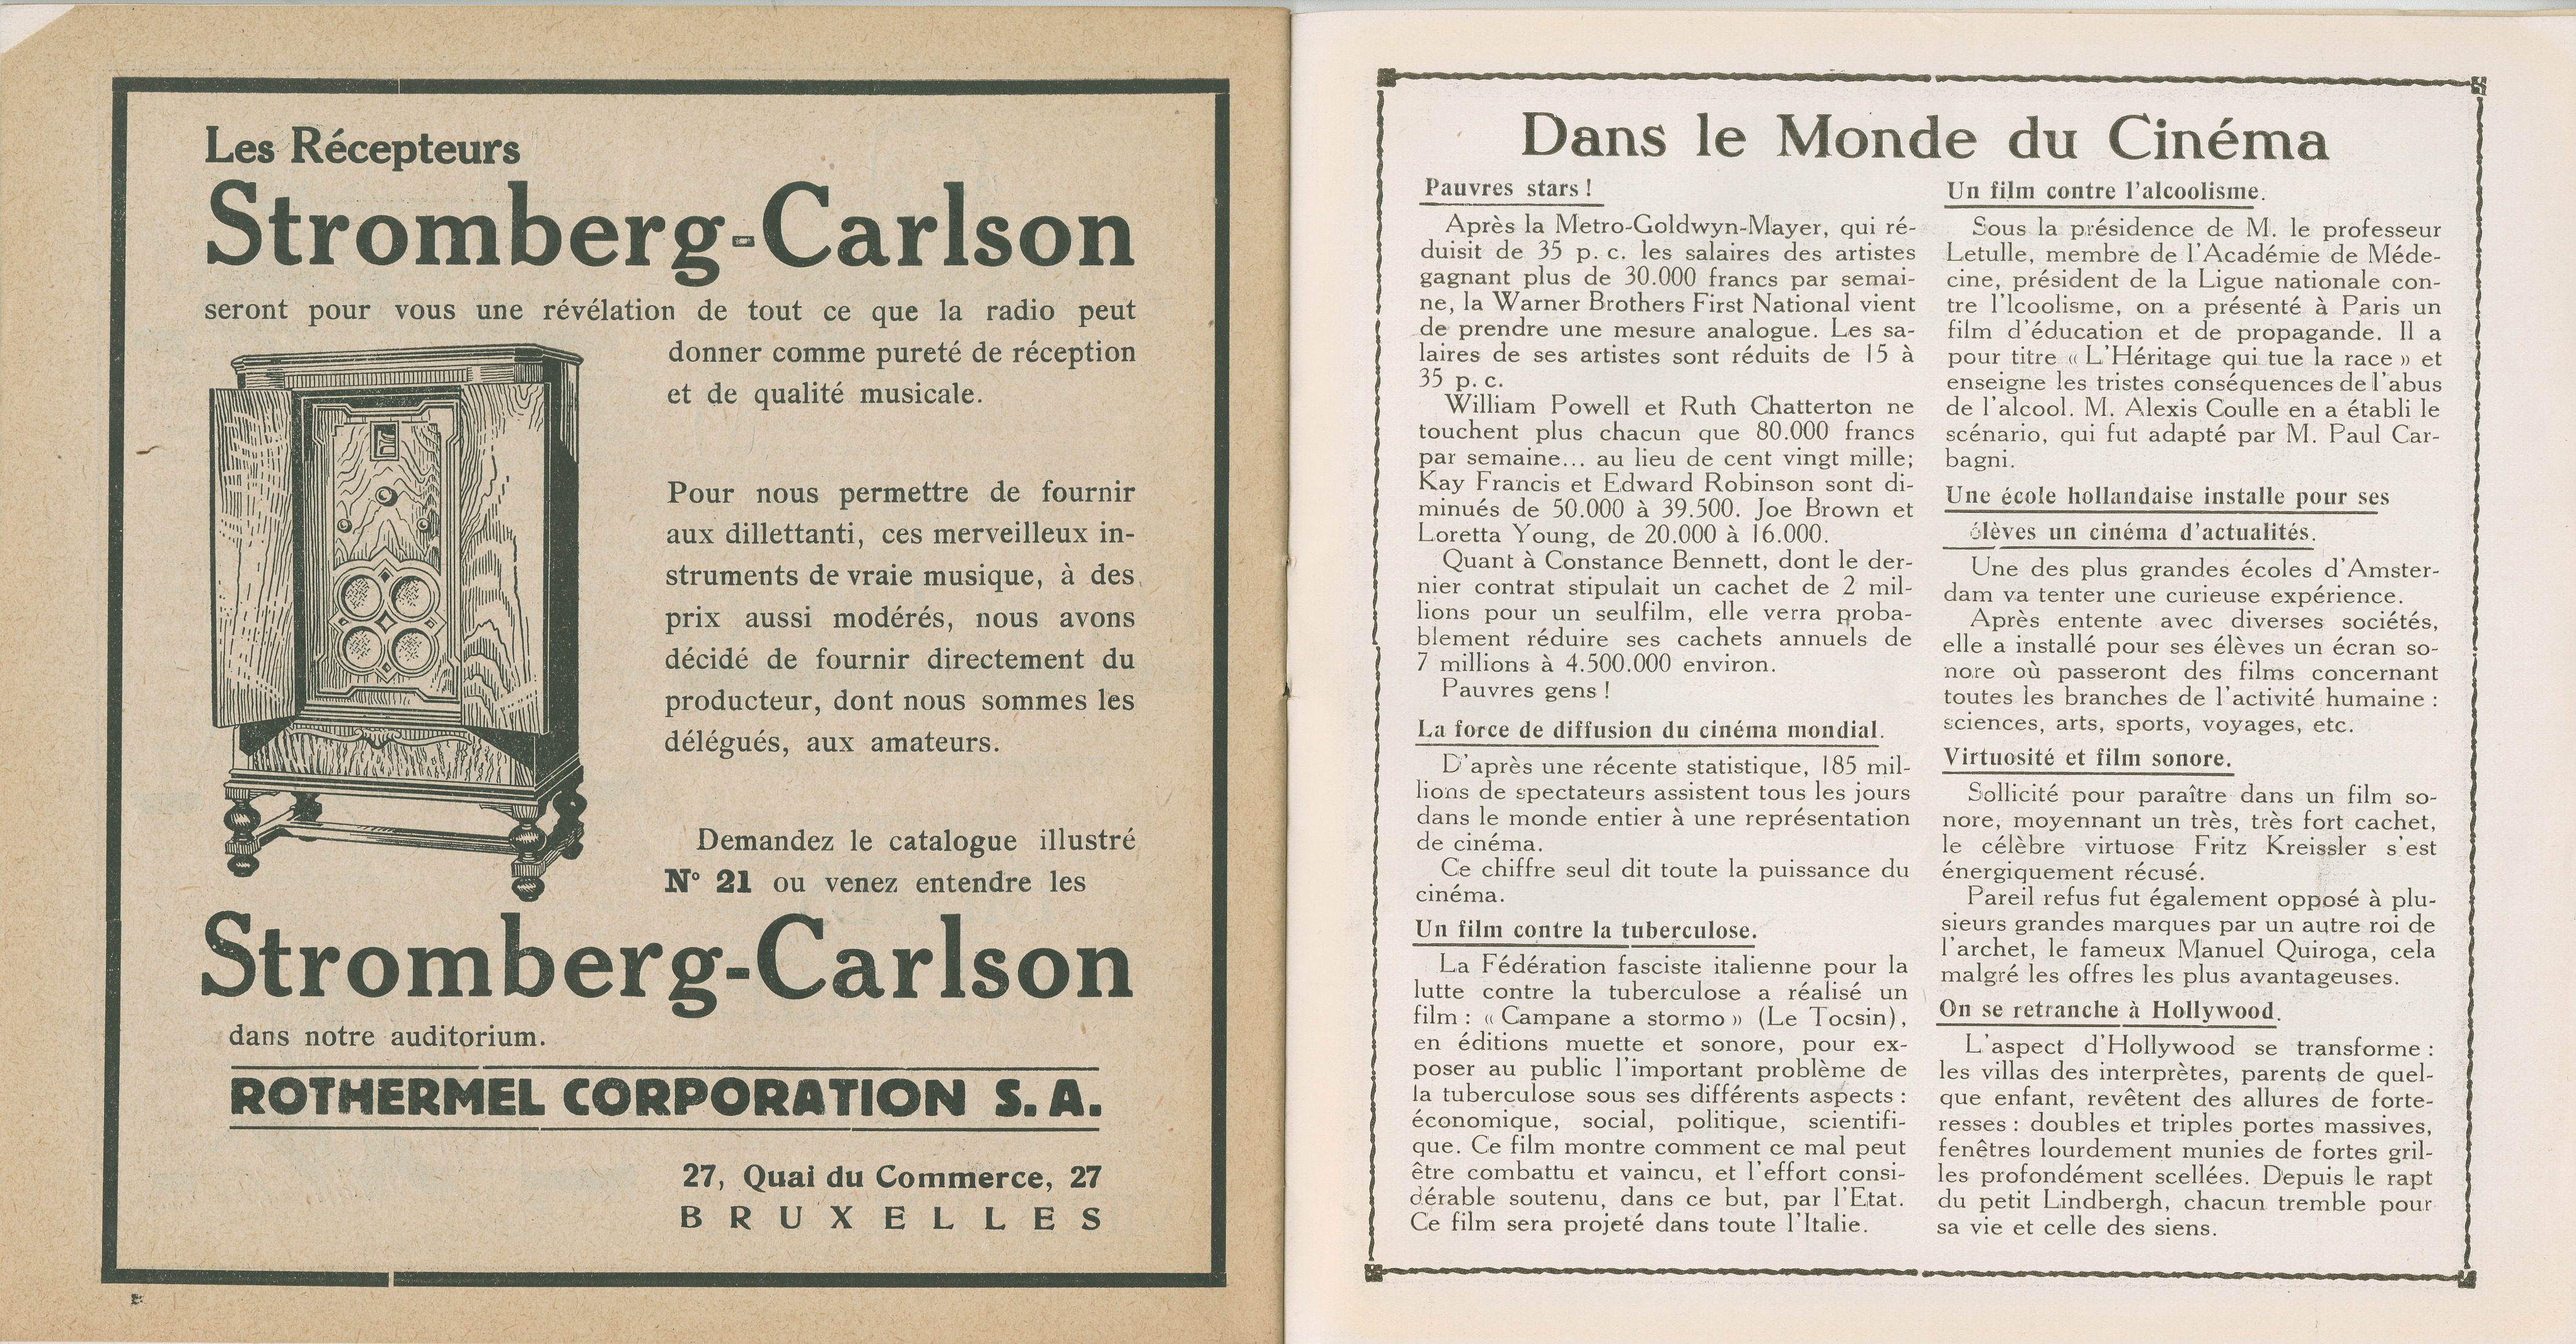 Les Récepteurs
Stromberg-Carlson
seront pour vous une révélation de tout ce que la radio peut
donner comme pureté de réception
et de qualité musicale.
Pour nous permettre de fournir
aux dillettanti, ces merveilleux in-
struments de vraie musique, à des
prix aussi modérés, nous avons
décidé de fournir directement du
producteur, dont nous sommes les
délégués, aux amateurs.
Demandez le catalogue illustré
N° 21 ou venez entendre les
Stromberg-Carlson
dans notre auditorium.
ROTHERMEL CORPORATION S. A.
27, Quai du Commerce, 27
BRUXELLES
Dans le Monde du Cinéma
Pauvres stars !
Après la Metro-Goldwyn-Mayer, qui ré-
duisit de 35 p. c. les salaires des artistes
gagnant plus de 30.000 francs par semai-
ne, la Warner Brothers First National vient
de prendre une mesure analogue. Les sa-
laires de ses artistes sont réduits de 15 à
35 p. c.
William Powell et Ruth Chatterton ne
touchent plus chacun que 80.000 francs
par semaine... au lieu de cent vingt mille;
Kay Francis et Edward Robinson sont di-
minués de 50.000 à 39.500. Joe Brown et
Loretta Young, de 20.000 à 16.000.
Quant à Constance Bennett, dont le der-
nier contrat stipulait un cachet de 2 mil-
lions pour un seulfilm, elle verra proba-
blement réduire ses cachets annuels de
7 millions à 4.500.000 environ.
Pauvres gens !
La force de diffusion du cinéma mondial.
D'après une récente statistique, 185 mil-
lions de spectateurs assistent tous les jours
dans le monde entier à une représentation
de cinéma.
Ce chiffre seul dit toute la puissance du
cinéma.
Un film contre la tuberculose.
La Fédération fasciste italienne pour la
lutte contre la tuberculose a réalisé un
film : « Campane a stormo » (Le Tocsin),
en éditions muette et sonore, pour ex-
poser au public l'important problème de
la tuberculose sous ses différents aspects :
économique, social, politique, scientifi-
que. Ce film montre comment ce mal peut
être combattu et vaincu, et l'effort consi-
dérable soutenu, dans ce but, par l'Etat.
Ce film sera projeté dans toute l'Italie.
Un film contre l'alcoolisme.
Sous la présidence de M. le professeur
Letulle, membre de l'Académie de Méde-
cine, président de la Ligue nationale con-
tre l'lcoolisme, on a présenté à Paris un
film d'éducation et de propagande. Il a
pour titre « L'Héritage qui tue la race » et
enseigne les tristes conséquences de l'abus
de l'alcool. M. Alexis Coulle en a établi le
scénario, qui fut adapté par M. Paul Car-
bagni.
Une école hollandaise installe pour ses
élèves un cinéma d'actualités.
Une des plus grandes écoles d'Amster-
dam va tenter une curieuse expérience.
Après entente avec diverses sociétés,
elle a installé pour ses élèves un écran so-
nore où passeront des films concernant
toutes les branches de l'activité humaine :
sciences, arts, sports, voyages, etc.
Virtuosité et film sonore.
Sollicité pour paraître dans un film so-
nore, moyennant un très, très fort cachet,
le célèbre virtuose Fritz Kreissler s'est
énergiquement récusé.
Pareil refus fut également opposé à plu-
sieurs grandes marques par un autre roi de
l'archet, le fameux Manuel Quiroga, cela
malgré les offres les plus avantageuses.
On se retranche à Hollywood.
L'aspect d'Hollywood se transforme :
les villas des interprètes, parents de quel-
que enfant, revêtent des allures de forte-
resses : doubles et triples portes massives,
fenêtres lourdement munies de fortes gril-
les profondément scellées. Depuis le rapt
du petit Lindbergh, chacun tremble pour
sa vie et celle des siens.